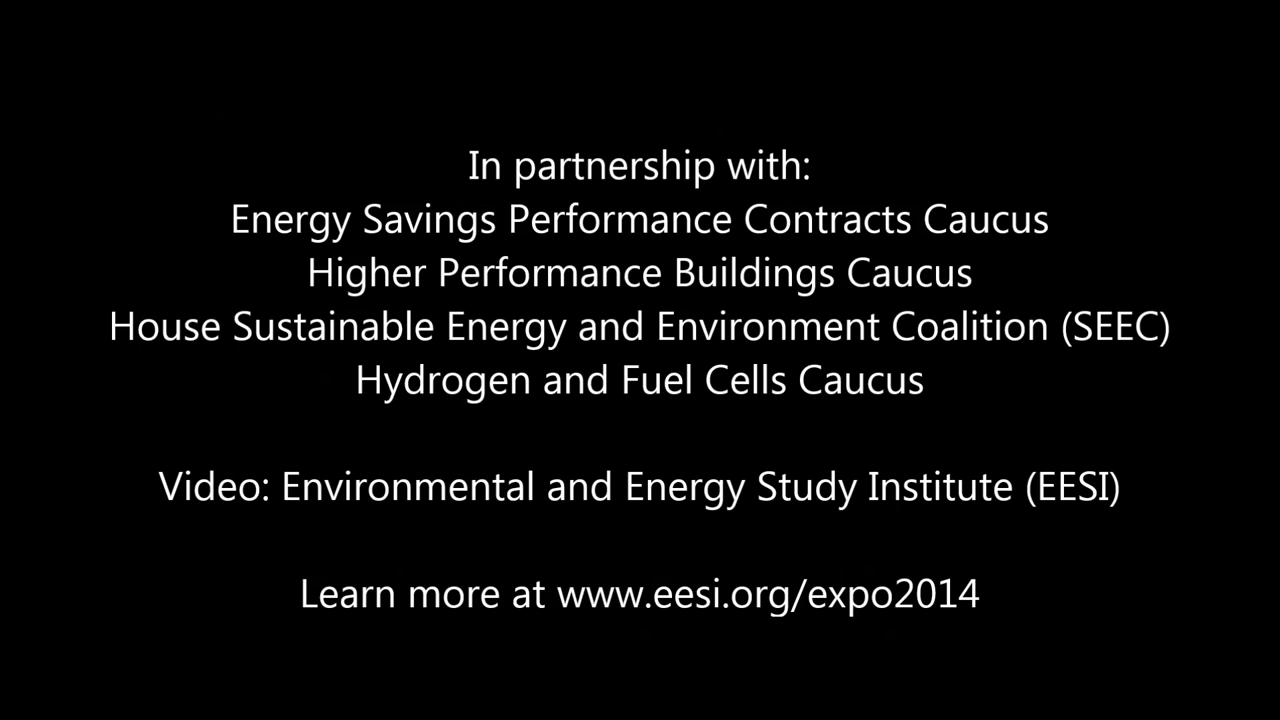 In partnership with:
Energy Savings Performance Contracts Caucus
Higher Performance Buildings Caucus
House Sustainable Energy and Environment Coalition (SEEC)
Hydrogen and Fuel Cells Caucus
Video: Environmental and Energy Study Institute (EESI)
Learn more at www.eesi.org/expo2014